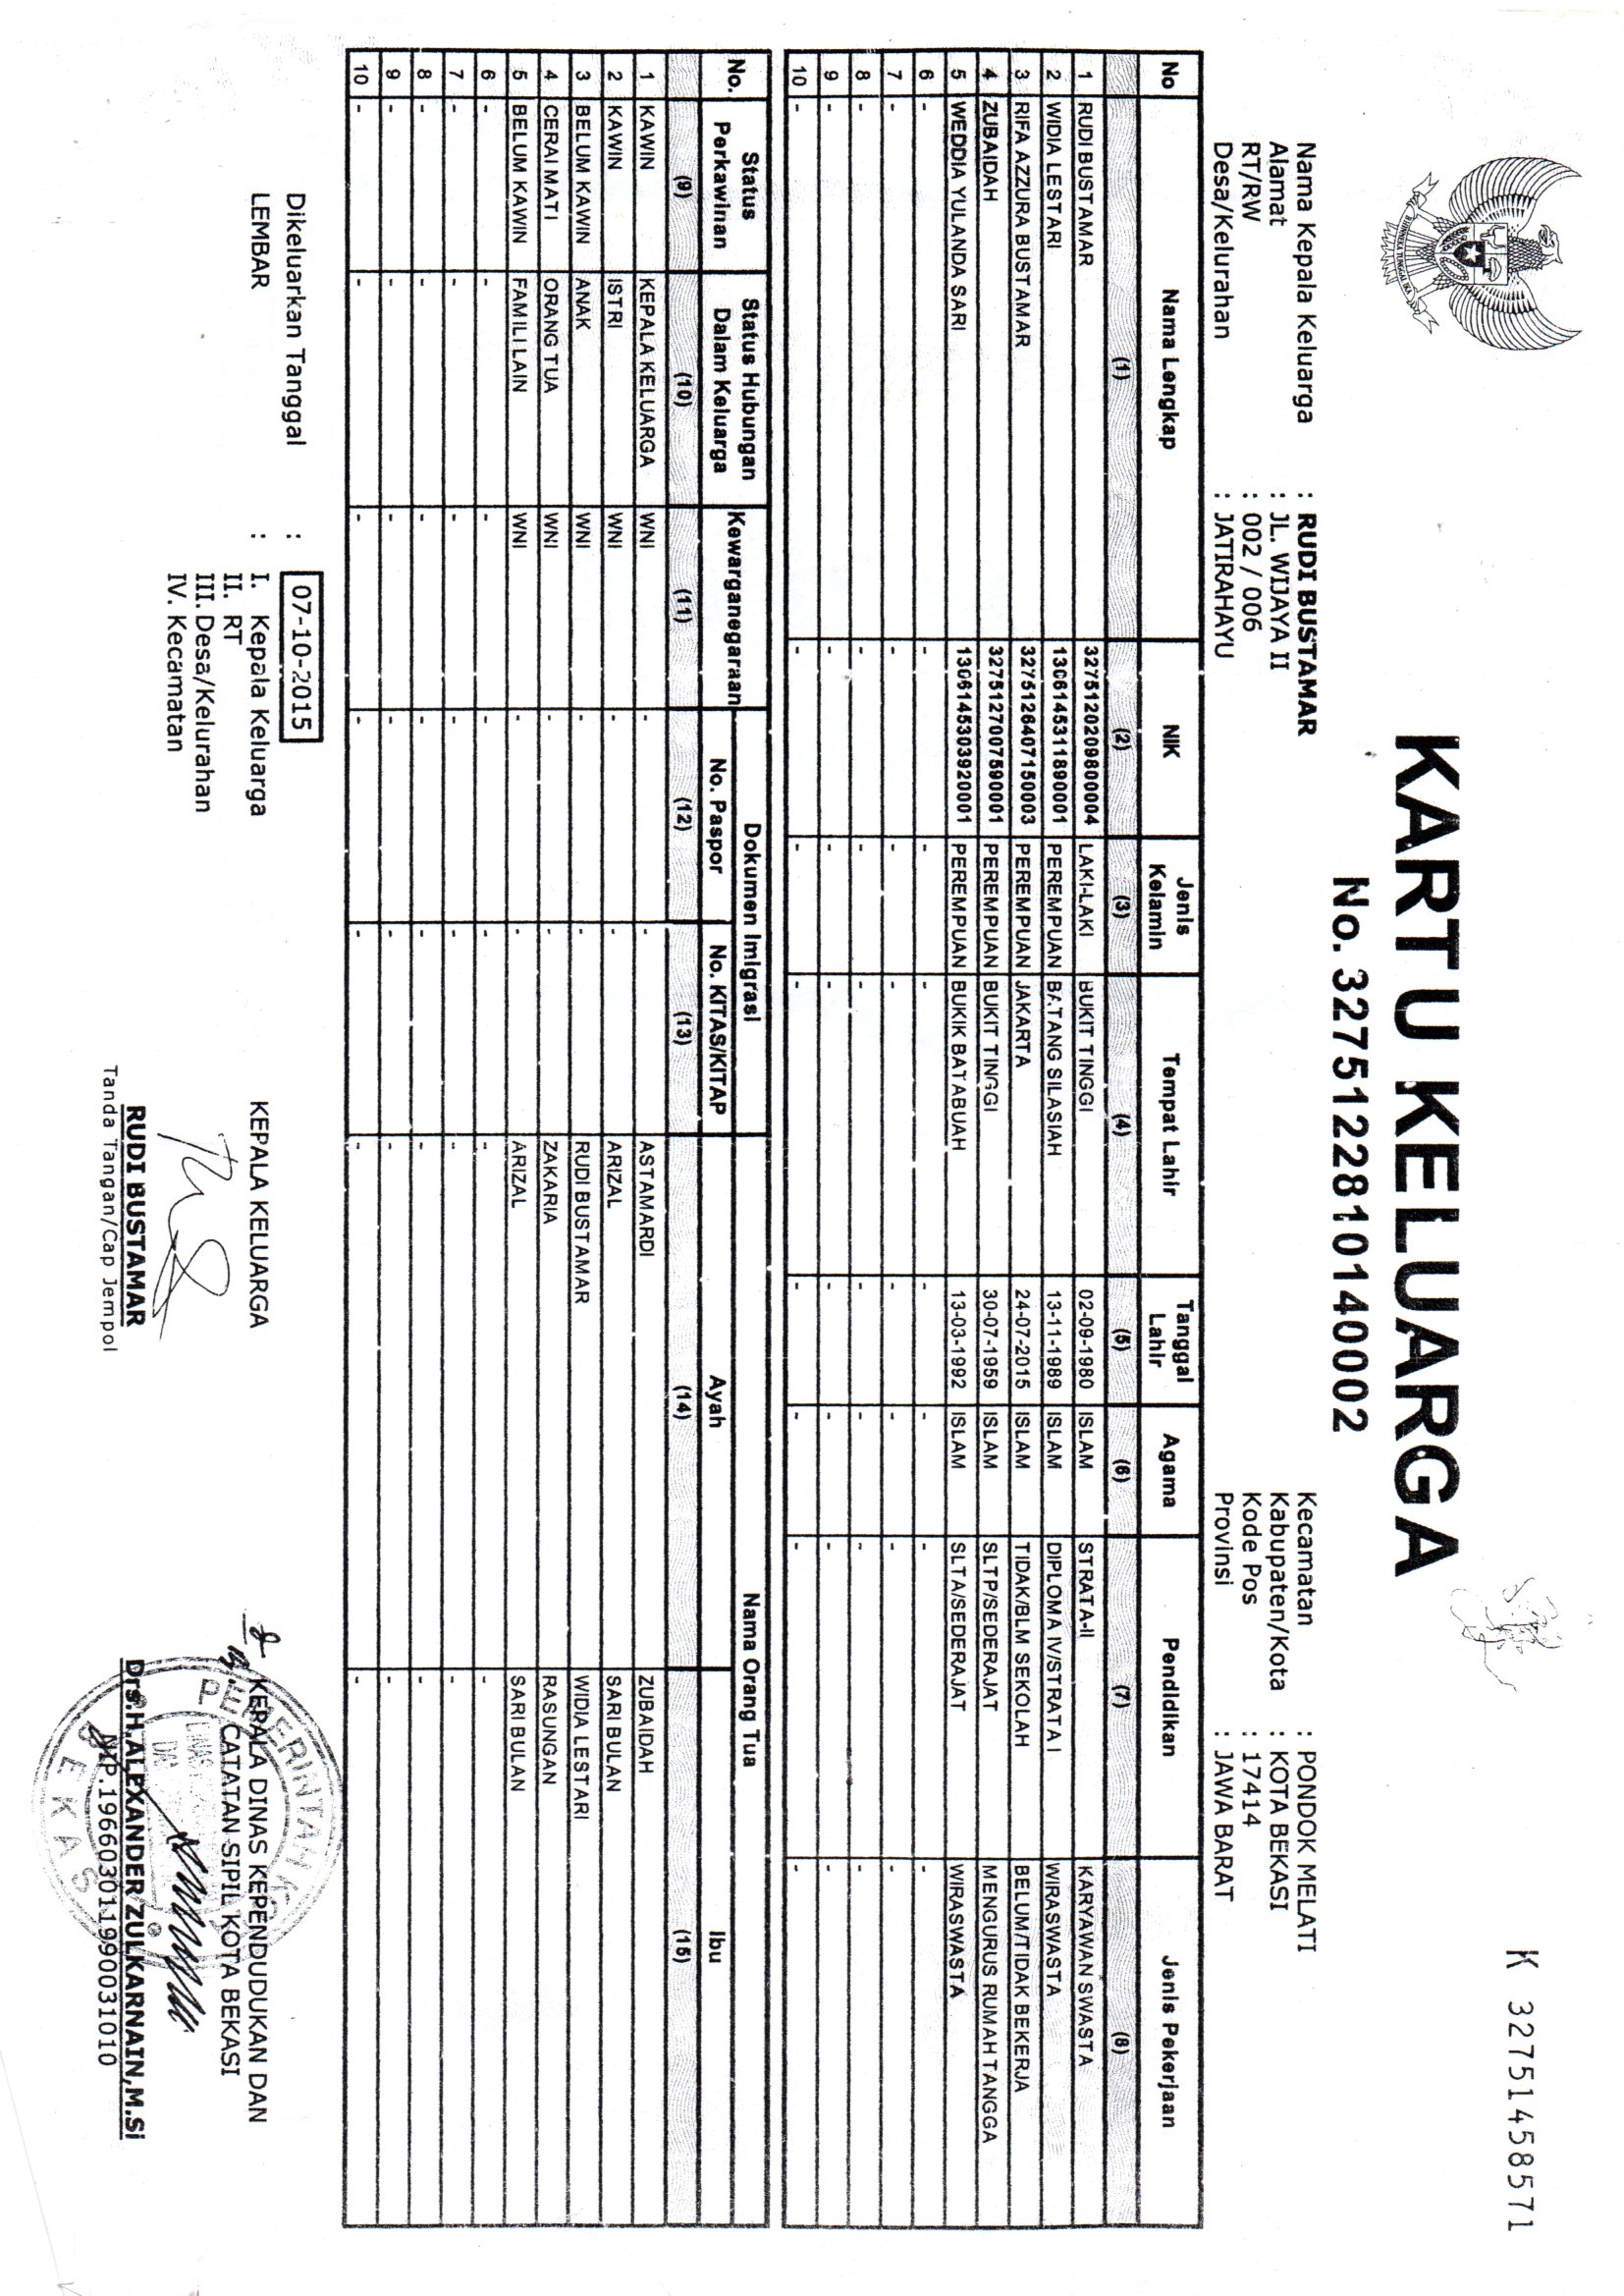 BHINNEKA TUNGGAL IKA
K 32751458571
KARTU KELUARGA
No. 3275122810140002
Nama Kepala Keluarga : RUDI BUSTAMAR
Alamat : JL. WIJAYA II
RT/RW : 002 / 006
Desa/Kelurahan : JATIRAHAYU
Kecamatan : PONDOK MELATI
Kabupaten/Kota : KOTA BEKASI
Kode Pos : 17414
Provinsi : JAWA BARAT
No Nama Lengkap NIK Jenis Kelamin Tempat Lahir Tanggal Lahir Agama Pendidikan Jenis Pekerjaan
(1) (2) (3) (4) (5) (6) (7) (8)
1 RUDI BUSTAMAR 3275120209800004 LAKI-LAKI BUKIT TINGGI 02-09-1980 ISLAM STRATA-II KARYAWAN SWASTA
2 WIDIA LESTARI 1306145311890001 PEREMPUAN BATANG SILASIAH 13-11-1989 ISLAM DIPLOMA IV/STRATA I WIRASWASTA
3 RIFA AZZURA BUSTAMAR 3275126407150003 PEREMPUAN JAKARTA 24-07-2015 ISLAM TIDAK/BLM SEKOLAH BELUM/TIDAK BEKERJA
4 ZUBAIDAH 3275127007590001 PEREMPUAN BUKIT TINGGI 30-07-1959 ISLAM SLTP/SEDERAJAT MENGURUS RUMAH TANGGA
5 WEDDIA YULANDA SARI 1306145303920001 PEREMPUAN BUKIK BATABUAH 13-03-1992 ISLAM SLTA/SEDERAJAT WIRASWASTA
6 - - - - - - - -
7 - - - - - - - -
8 - - - - - - - -
9 - - - - - - - -
10 - - - - - - - -
No. Status Perkawinan Status Hubungan Dalam Keluarga Kewarganegaraan Dokumen Imigrasi Nama Orang Tua
No. Paspor No. KITAS/KITAP Ayah Ibu
(9) (10) (11) (12) (13) (14) (15)
1 KAWIN KEPALA KELUARGA WNI - - ASTAMARDI ZUBAIDAH
2 KAWIN ISTRI WNI - - ARIZAL SARI BULAN
3 BELUM KAWIN ANAK WNI - - RUDI BUSTAMAR WIDIA LESTARI
4 CERAI MATI ORANG TUA WNI - - ZAKARIA RASUNGAN
5 BELUM KAWIN FAMILI LAIN WNI - - ARIZAL SARI BULAN
6 - - - - - - -
7 - - - - - - -
8 - - - - - - -
9 - - - - - - -
10 - - - - - - -
Dikeluarkan Tanggal : 07-10-2015
LEMBAR : I. Kepala Keluarga
II. RT
III. Desa/Kelurahan
IV. Kecamatan
KEPALA KELUARGA
RUDI BUSTAMAR
Tanda Tangan/Cap Jempol
KEPALA DINAS KEPENDUDUKAN DAN
CATATAN SIPIL KOTA BEKASI
Drs.H.ALEXANDER ZULKARNAIN,M.Si
NIP.196603011990031010
PEMERINTAH KOTA
DINAS
BEKASI